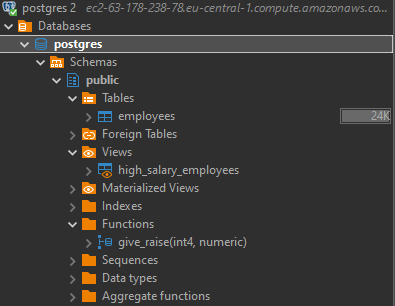 postgres 2 ec2-63-178-238-78.eu-central-1.compute.amazonaws.co...
Databases
postgres
Schemas
public
Tables
employees 24K
Foreign Tables
Views
high_salary_employees
Materialized Views
Indexes
Functions
give_raise(int4, numeric)
Sequences
Data types
Aggregate functions